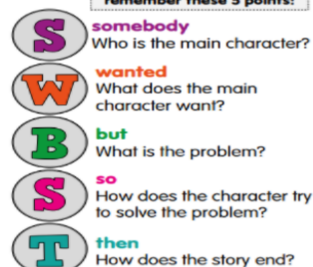 remember these 5 points:
S
somebody
Who is the main character?
W
wanted
What does the main
character want?
B
but
What is the problem?
S
so
How does the character try
to solve the problem?
T
then
How does the story end?